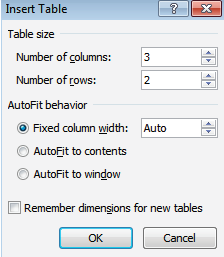 Insert Table
Table size
Number of columns: 3
Number of rows: 2
AutoFit behavior
Fixed column width: Auto
AutoFit to contents
AutoFit to window
Remember dimensions for new tables
OK Cancel